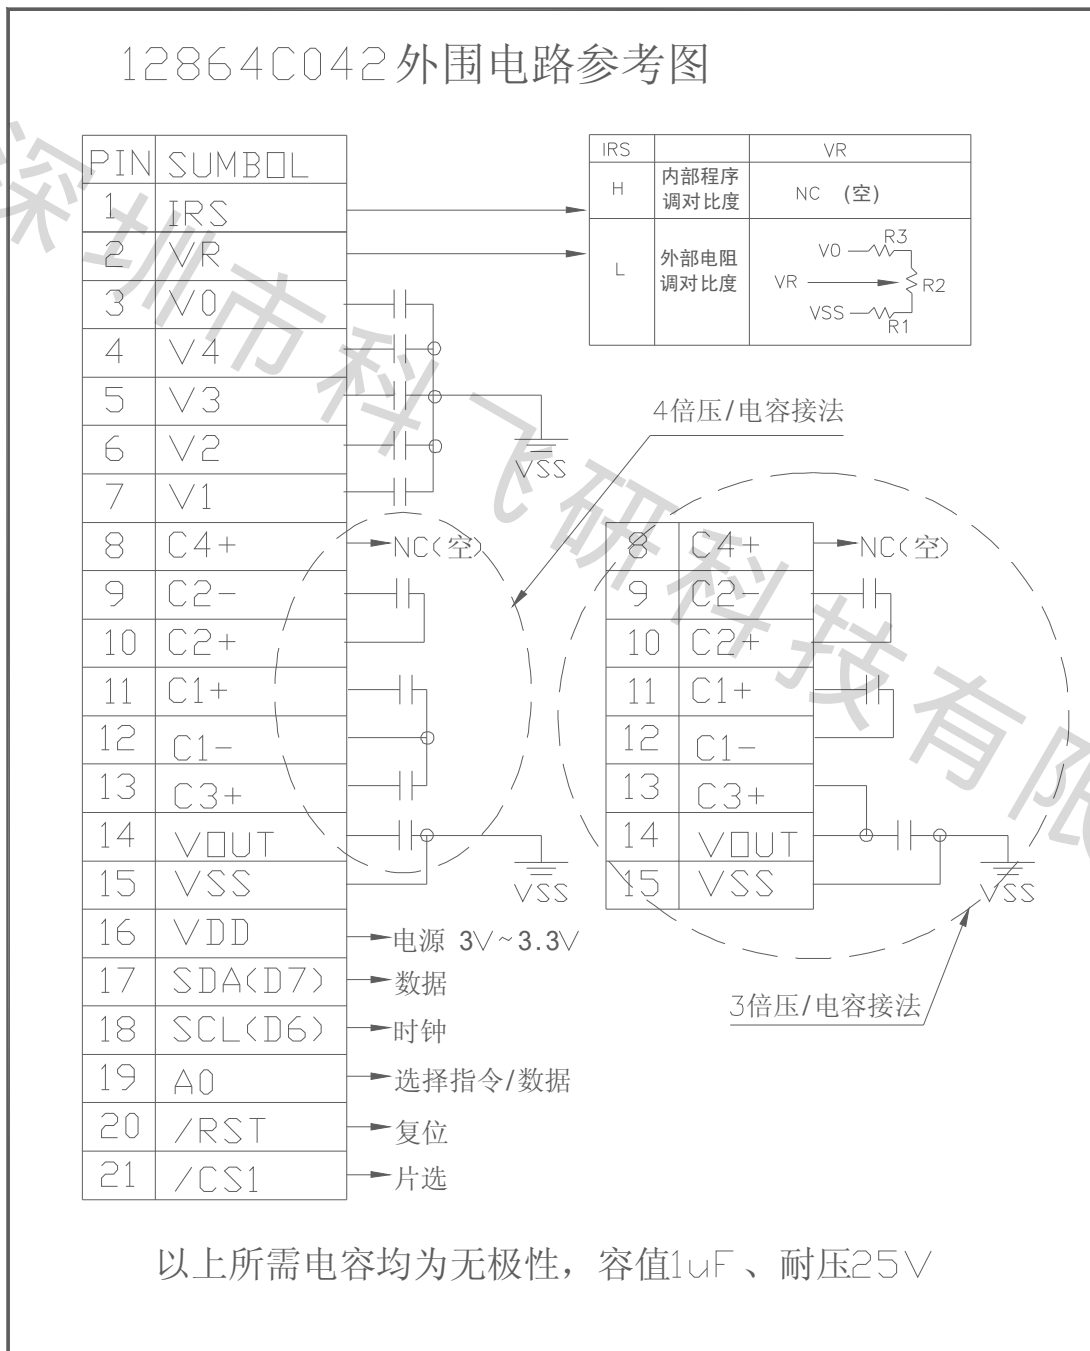 12864C042外围电路参考图
PIN SUMBOL
1 IRS
2 VR
3 V0
4 V4
5 V3
6 V2
7 V1
8 C4+ NC(空)
9 C2-
10 C2+
11 C1+
12 C1-
13 C3+
14 VOUT
15 VSS
16 VDD 电源 3V~3.3V
17 SDA(D7) 数据
18 SCL(D6) 时钟
19 A0 选择指令/数据
20 /RST 复位
21 /CS1 片选
VSS
VSS
IRS VR
H 内部程序 NC (空)
调对比度
L 外部电阻
调对比度
V0 R3
VR R2
VSS R1
4倍压/电容接法
8 C4+ NC(空)
9 C2-
10 C2+
11 C1+
12 C1-
13 C3+
14 VOUT
15 VSS
VSS
3倍压/电容接法
以上所需电容均为无极性，容值1uF、耐压25V
深圳市科飞研科技有限